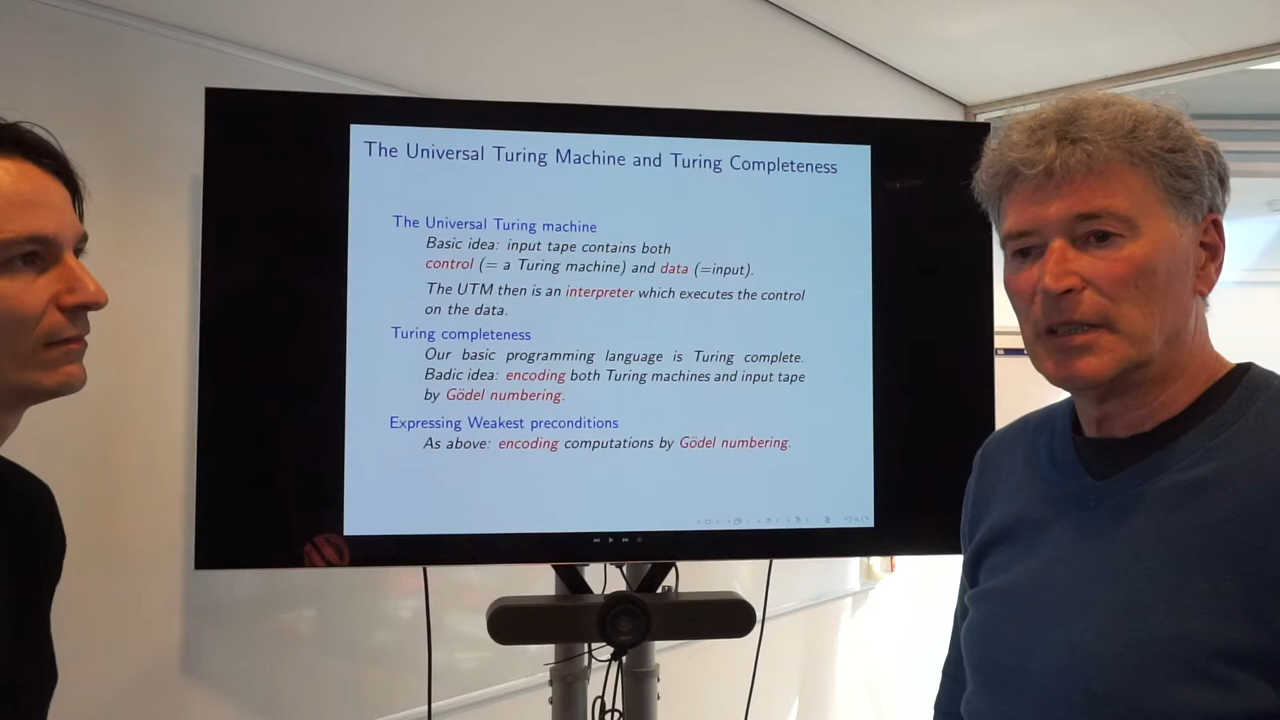 The Universal Turing Machine and Turing Completeness
The Universal Turing machine
Basic idea: input tape contains both
control (= a Turing machine) and data (=input).
The UTM then is an interpreter which executes the control
on the data.
Turing completeness
Our basic programming language is Turing complete.
Badic idea: encoding both Turing machines and input tape
by Gödel numbering.
Expressing Weakest preconditions
As above: encoding computations by Gödel numbering.